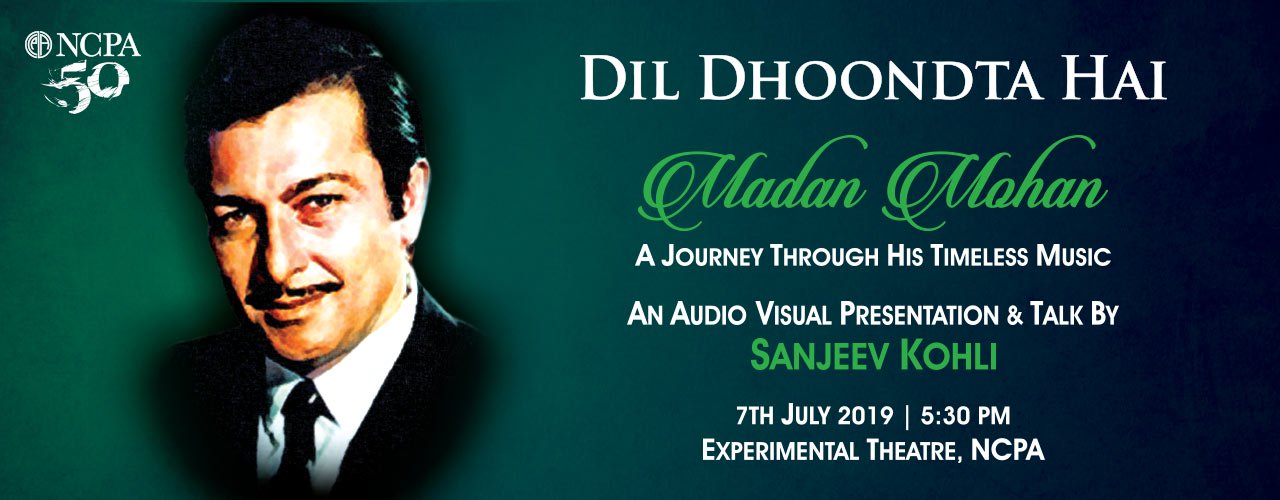 NCPA
50
DIL DHOONDTA HAI
Madan Mohan
A JOURNEY THROUGH HIS TIMELESS MUSIC
AN AUDIO VISUAL PRESENTATION & TALK BY
SANJEEV KOHLI
7TH JULY 2019 | 5:30 PM
EXPERIMENTAL THEATRE, NCPA